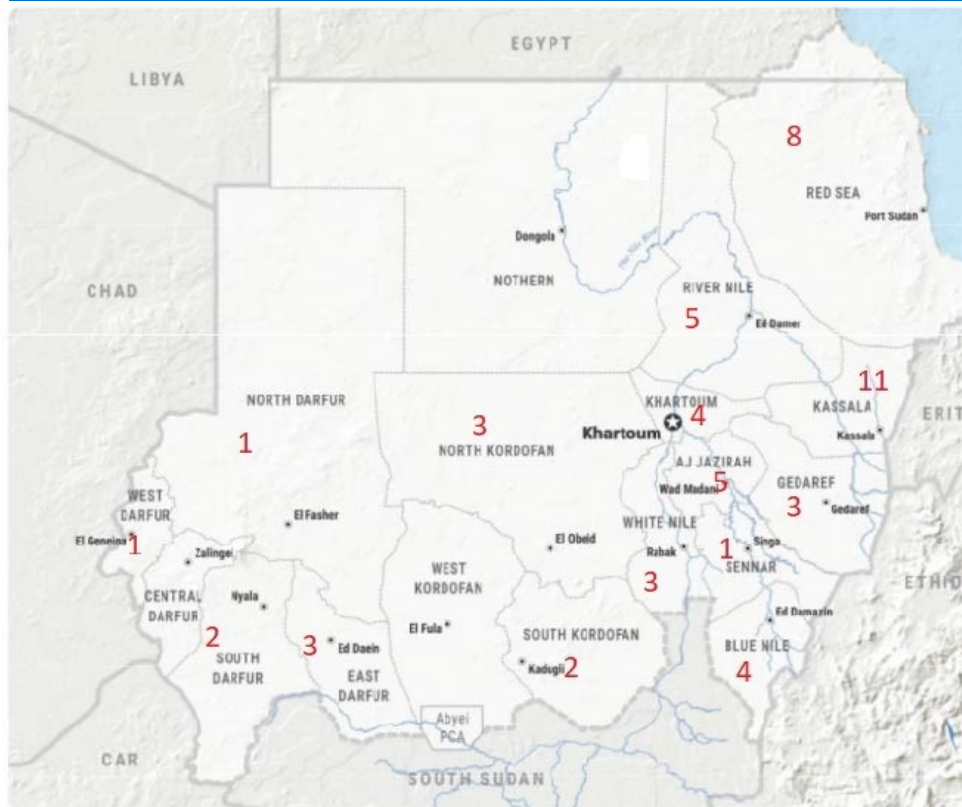 EGYPT
LIBYA
8
RED SEA
Port Sudan
Dongola
The Nile River
NOTHERN
CHAD
RIVER NILE
5
Ed Damer
11
NORTH DARFUR
KHARTOUM
4
KASSALA
3
ERIT
Khartoum
Kassala
1
NORTH KORDOFAN
AJ JAZIRAH
5
GEDAREF
Wad Madani
3
WEST
DARFUR
El Fasher
Gedaref
WHITE NILE
El Geneina
1
El Obeid
Rabak
1
Singa
Zalingei
SENNAR
WEST
KORDOFAN
3
ETHIO
CENTRAL
DARFUR
Nyala
Ed Damazin
El Fula
SOUTH KORDOFAN
2
3
Ed Daein
BLUE NILE
SOUTH
DARFUR
Kadugli
2
4
EAST
DARFUR
Abyei
PCA
CAR
SOUTH SUDAN